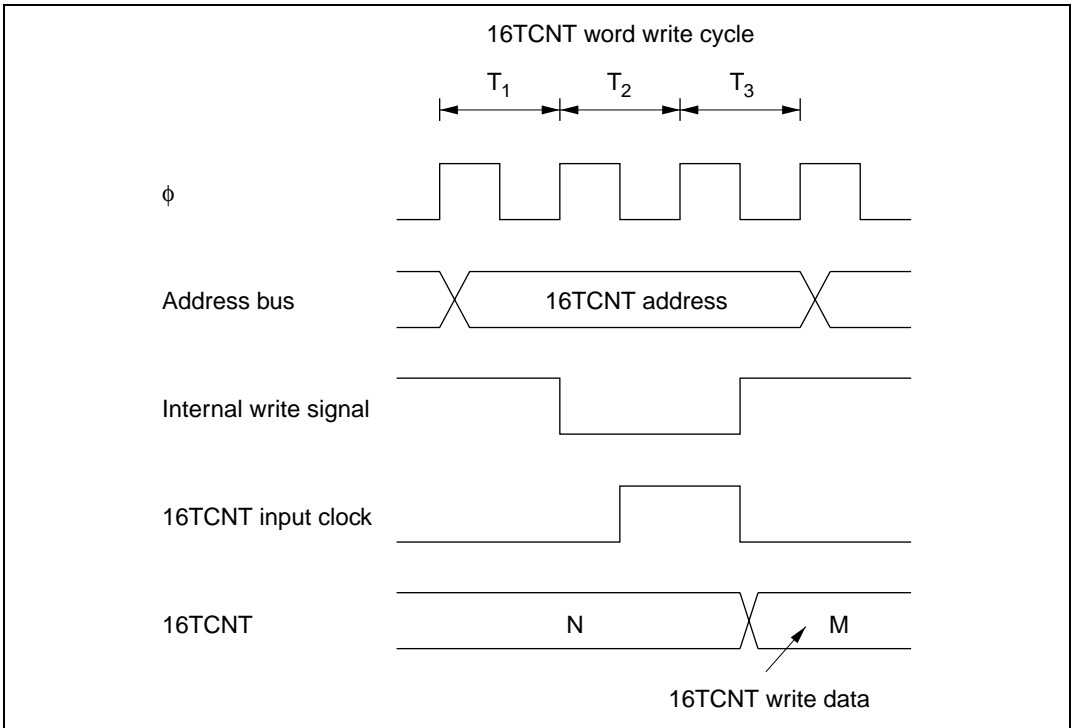 16TCNT word write cycle
T1 T2 T3
φ
Address bus
16TCNT address
Internal write signal
16TCNT input clock
16TCNT
N
M
16TCNT write data